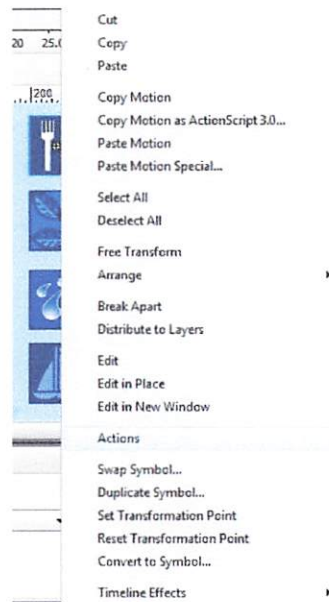 20 25.0
200
Cut
Copy
Paste
Copy Motion
Copy Motion as ActionScript 3.0...
Paste Motion
Paste Motion Special...
Select All
Deselect All
Free Transform
Arrange
Break Apart
Distribute to Layers
Edit
Edit in Place
Edit in New Window
Actions
Swap Symbol...
Duplicate Symbol...
Set Transformation Point
Reset Transformation Point
Convert to Symbol...
Timeline Effects